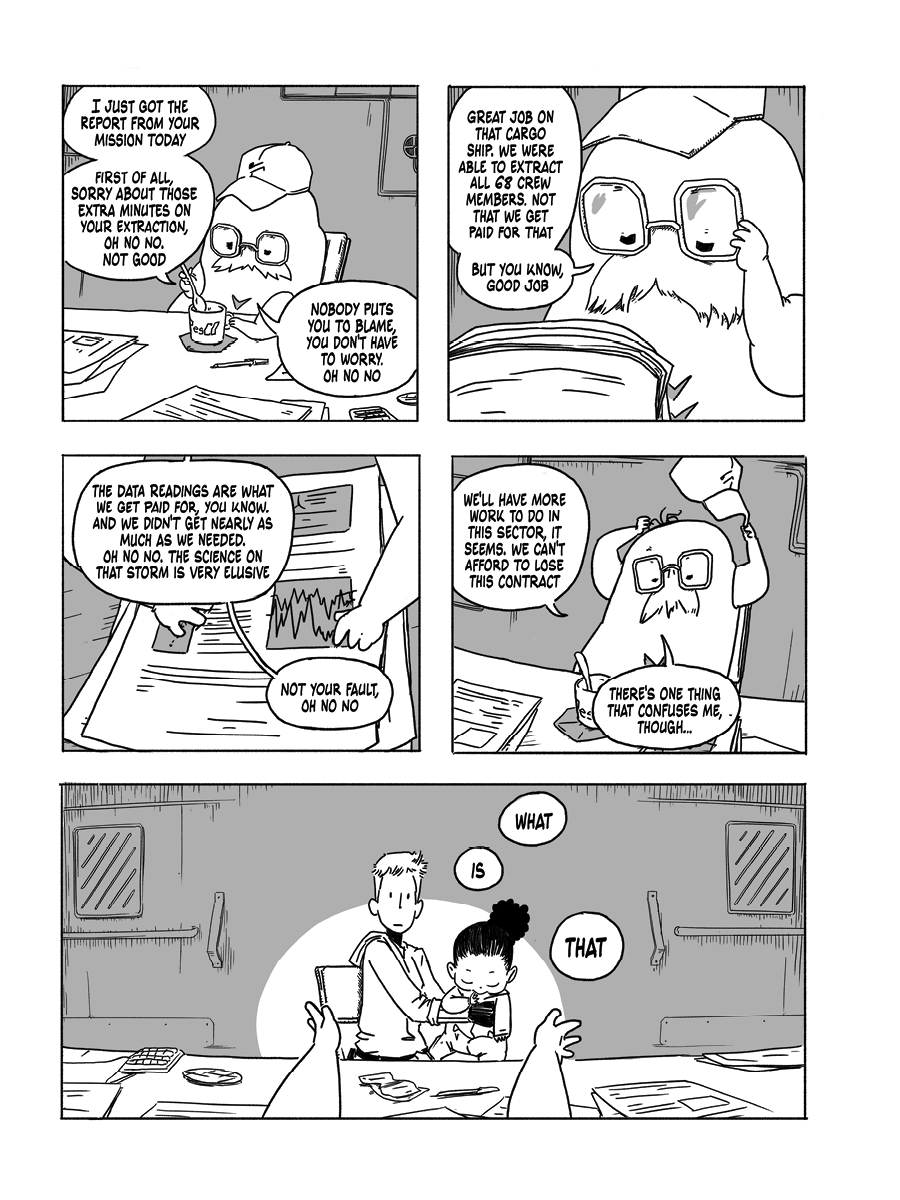 I JUST GOT THE
REPORT FROM YOUR
MISSION TODAY
FIRST OF ALL,
SORRY ABOUT THOSE
EXTRA MINUTES ON
YOUR EXTRACTION,
OH NO NO.
NOT GOOD
NOBODY PUTS
YOU TO BLAME,
YOU DON'T HAVE
TO WORRY.
OH NO NO
GREAT JOB ON
THAT CARGO
SHIP. WE WERE
ABLE TO EXTRACT
ALL 68 CREW
MEMBERS. NOT
THAT WE GET
PAID FOR THAT
BUT YOU KNOW,
GOOD JOB
THE DATA READINGS ARE WHAT
WE GET PAID FOR, YOU KNOW.
AND WE DIDN'T GET NEARLY AS
MUCH AS WE NEEDED.
OH NO NO. THE SCIENCE ON
THAT STORM IS VERY ELLUSIVE
NOT YOUR FAULT,
OH NO NO
WE'LL HAVE MORE
WORK TO DO IN
THIS SECTOR, IT
SEEMS. WE CAN'T
AFFORD TO LOSE
THIS CONTRACT
THERE'S ONE THING
THAT CONFUSES ME,
THOUGH...
WHAT
IS
THAT